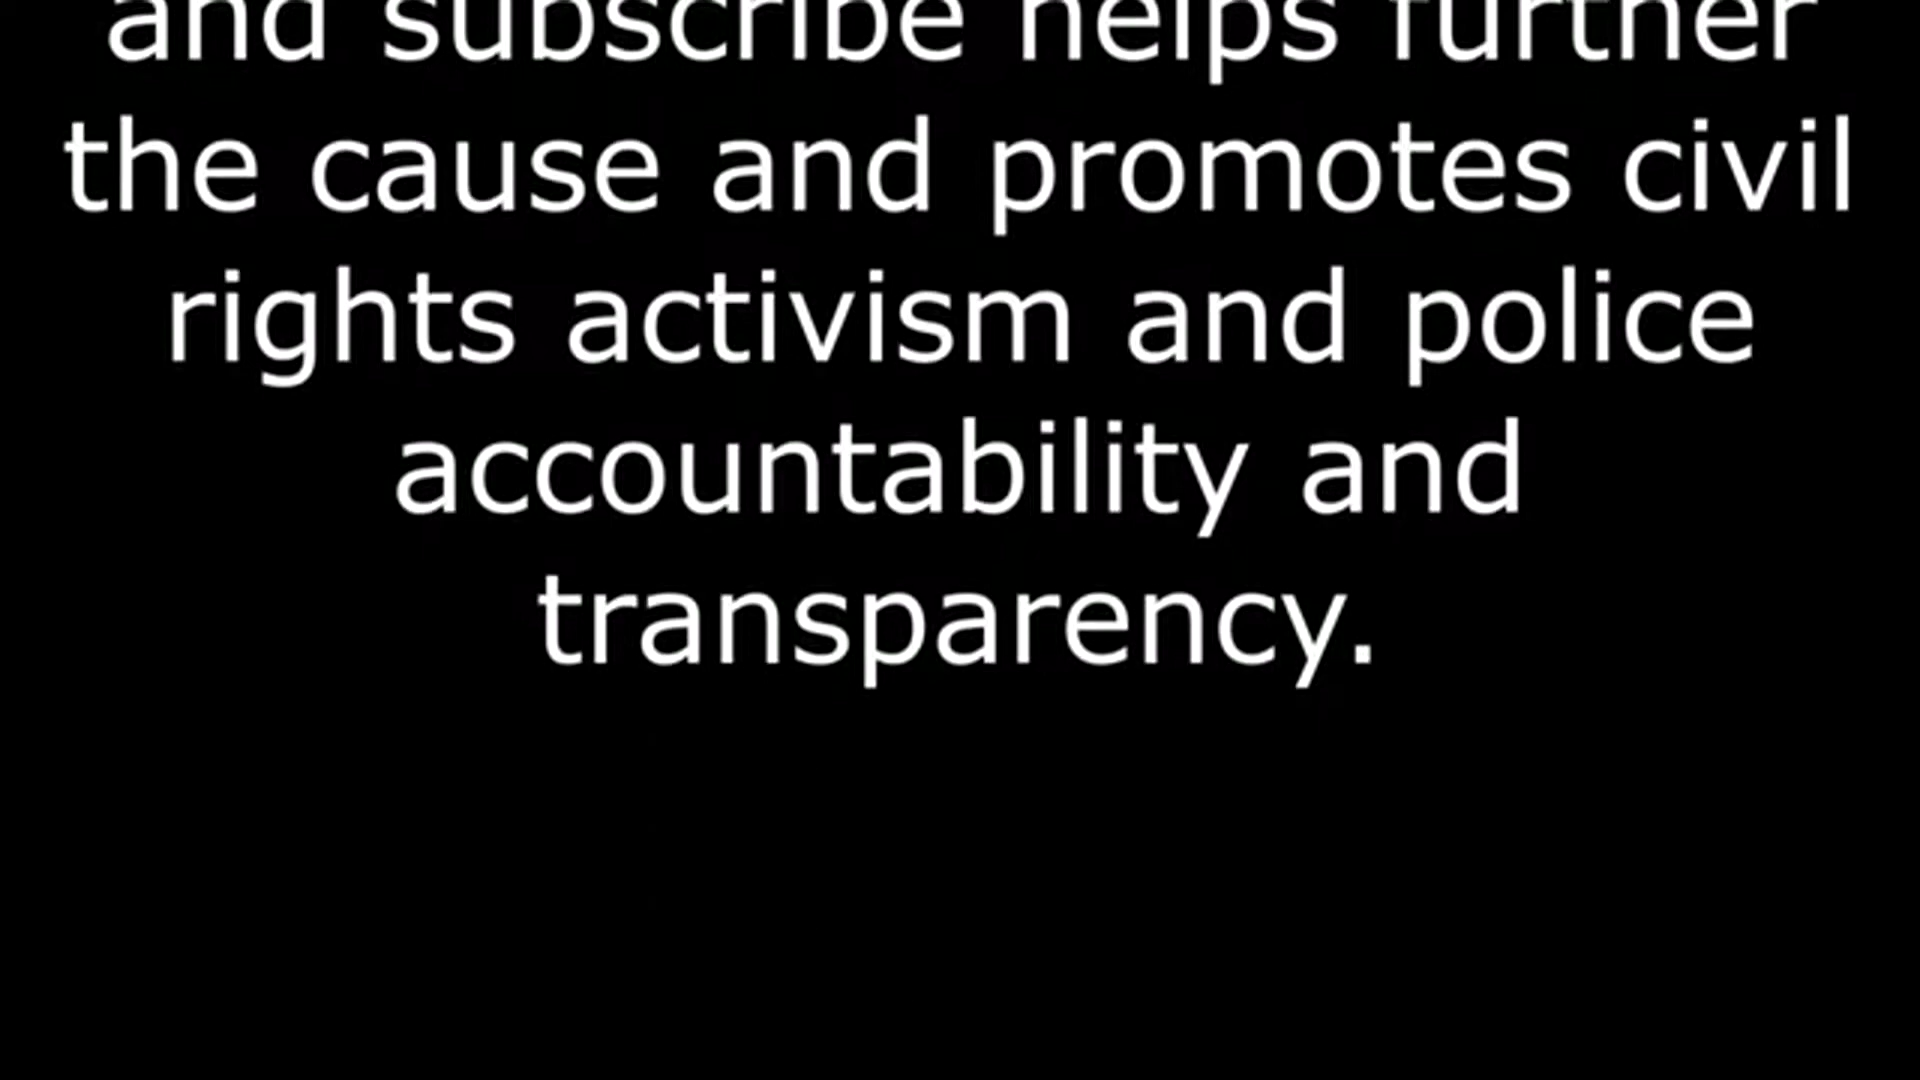 and subscribe helps further
the cause and promotes civil
rights activism and police
accountability and
transparency.